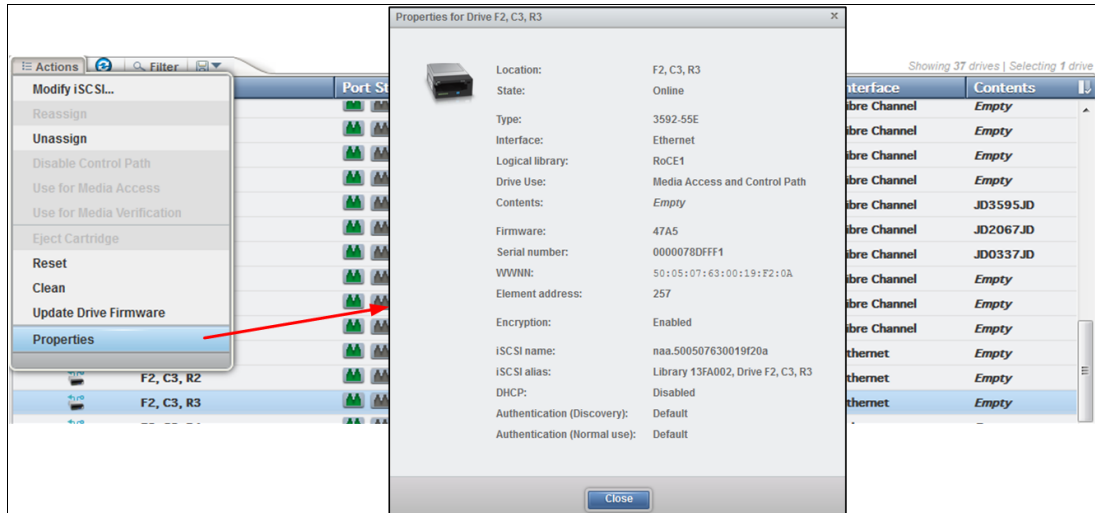 Properties for Drive F2, C3, R3 x
Actions Filter
Showing 37 drives | Selecting 1 drive
Modify iSCSI...
Reassign
Unassign
Disable Control Path
Use for Media Access
Use for Media Verification
Eject Cartridge
Reset
Clean
Update Drive Firmware
Properties
Port St
Location: F2, C3, R3
State: Online
Type: 3592-55E
Interface: Ethernet
Logical library: RoCE1
Drive Use: Media Access and Control Path
Contents: Empty
Firmware: 47A5
Serial number: 0000078DFFF1
WWNN: 50:05:07:63:00:19:F2:0A
Element address: 257
Encryption: Enabled
iSCSI name: naa.500507630019f20a
iSCSI alias: Library 13FA002, Drive F2, C3, R3
DHCP: Disabled
Authentication (Discovery): Default
Authentication (Normal use): Default
Close
nterface Contents
ibre Channel Empty
ibre Channel Empty
ibre Channel Empty
ibre Channel Empty
ibre Channel JD3595JD
ibre Channel JD2067JD
ibre Channel JD0337JD
ibre Channel Empty
ibre Channel Empty
ibre Channel Empty
thernet Empty
F2, C3, R2
thernet Empty
F2, C3, R3
thernet Empty